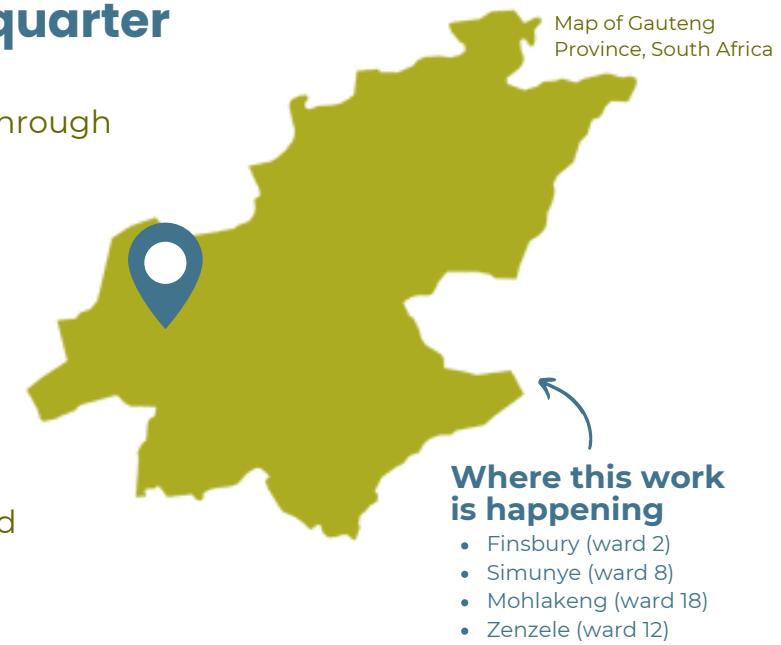 quarter
Map of Gauteng
Province, South Africa
hrough
d
Where this work
is happening
• Finsbury (ward 2)
• Simunye (ward 8)
• Mohlakeng (ward 18)
• Zenzele (ward 12)